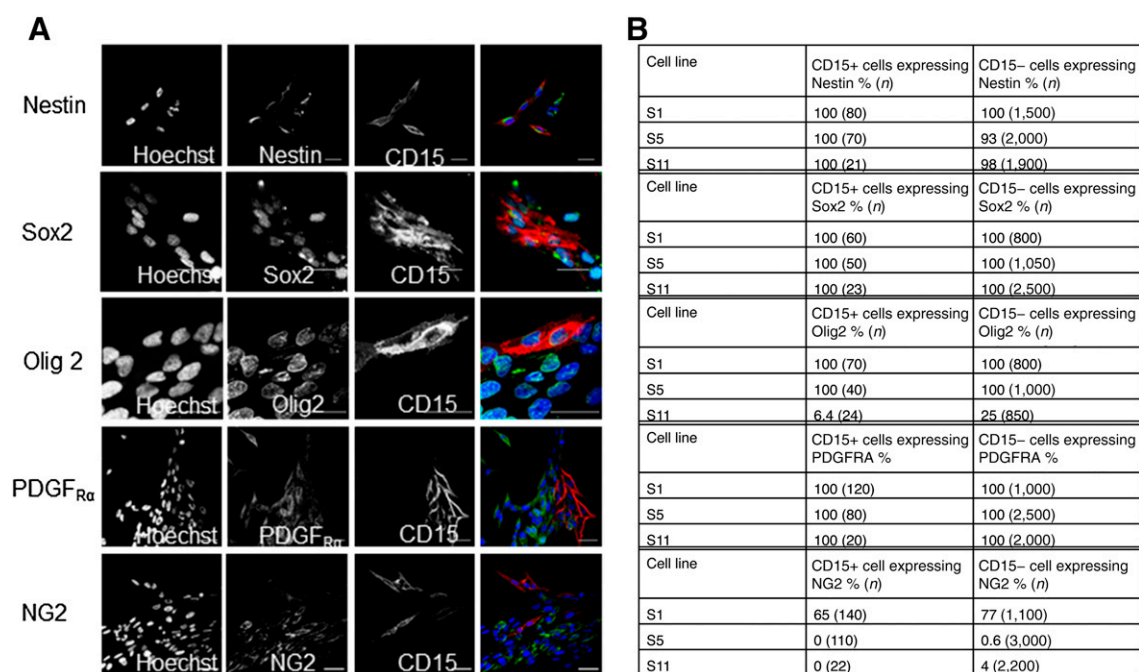 A
Nestin
Hoechst Nestin CD15
Sox2
Hoechst Sox2 CD15
Olig 2
Hoechst Olig2 CD15
PDGFRα
Hoechst PDGFRα CD15
NG2
Hoechst NG2 CD15
B
Cell line CD15+ cells expressing Nestin % (n) CD15– cells expressing Nestin % (n)
S1 100 (80) 100 (1,500)
S5 100 (70) 93 (2,000)
S11 100 (21) 98 (1,900)
Cell line CD15+ cells expressing Sox2 % (n) CD15– cells expressing Sox2 % (n)
S1 100 (60) 100 (800)
S5 100 (50) 100 (1,050)
S11 100 (23) 100 (2,500)
Cell line CD15+ cells expressing Olig2 % (n) CD15– cells expressing Olig2 % (n)
S1 100 (70) 100 (800)
S5 100 (40) 100 (1,000)
S11 6.4 (24) 25 (850)
Cell line CD15+ cells expressing PDGFRA % CD15– cells expressing PDGFRA %
S1 100 (120) 100 (1,000)
S5 100 (80) 100 (2,500)
S11 100 (20) 100 (2,000)
Cell line CD15+ cell expressing NG2 % (n) CD15– cells expressing NG2 % (n)
S1 65 (140) 77 (1,100)
S5 0 (110) 0.6 (3,000)
S11 0 (22) 4 (2,200)